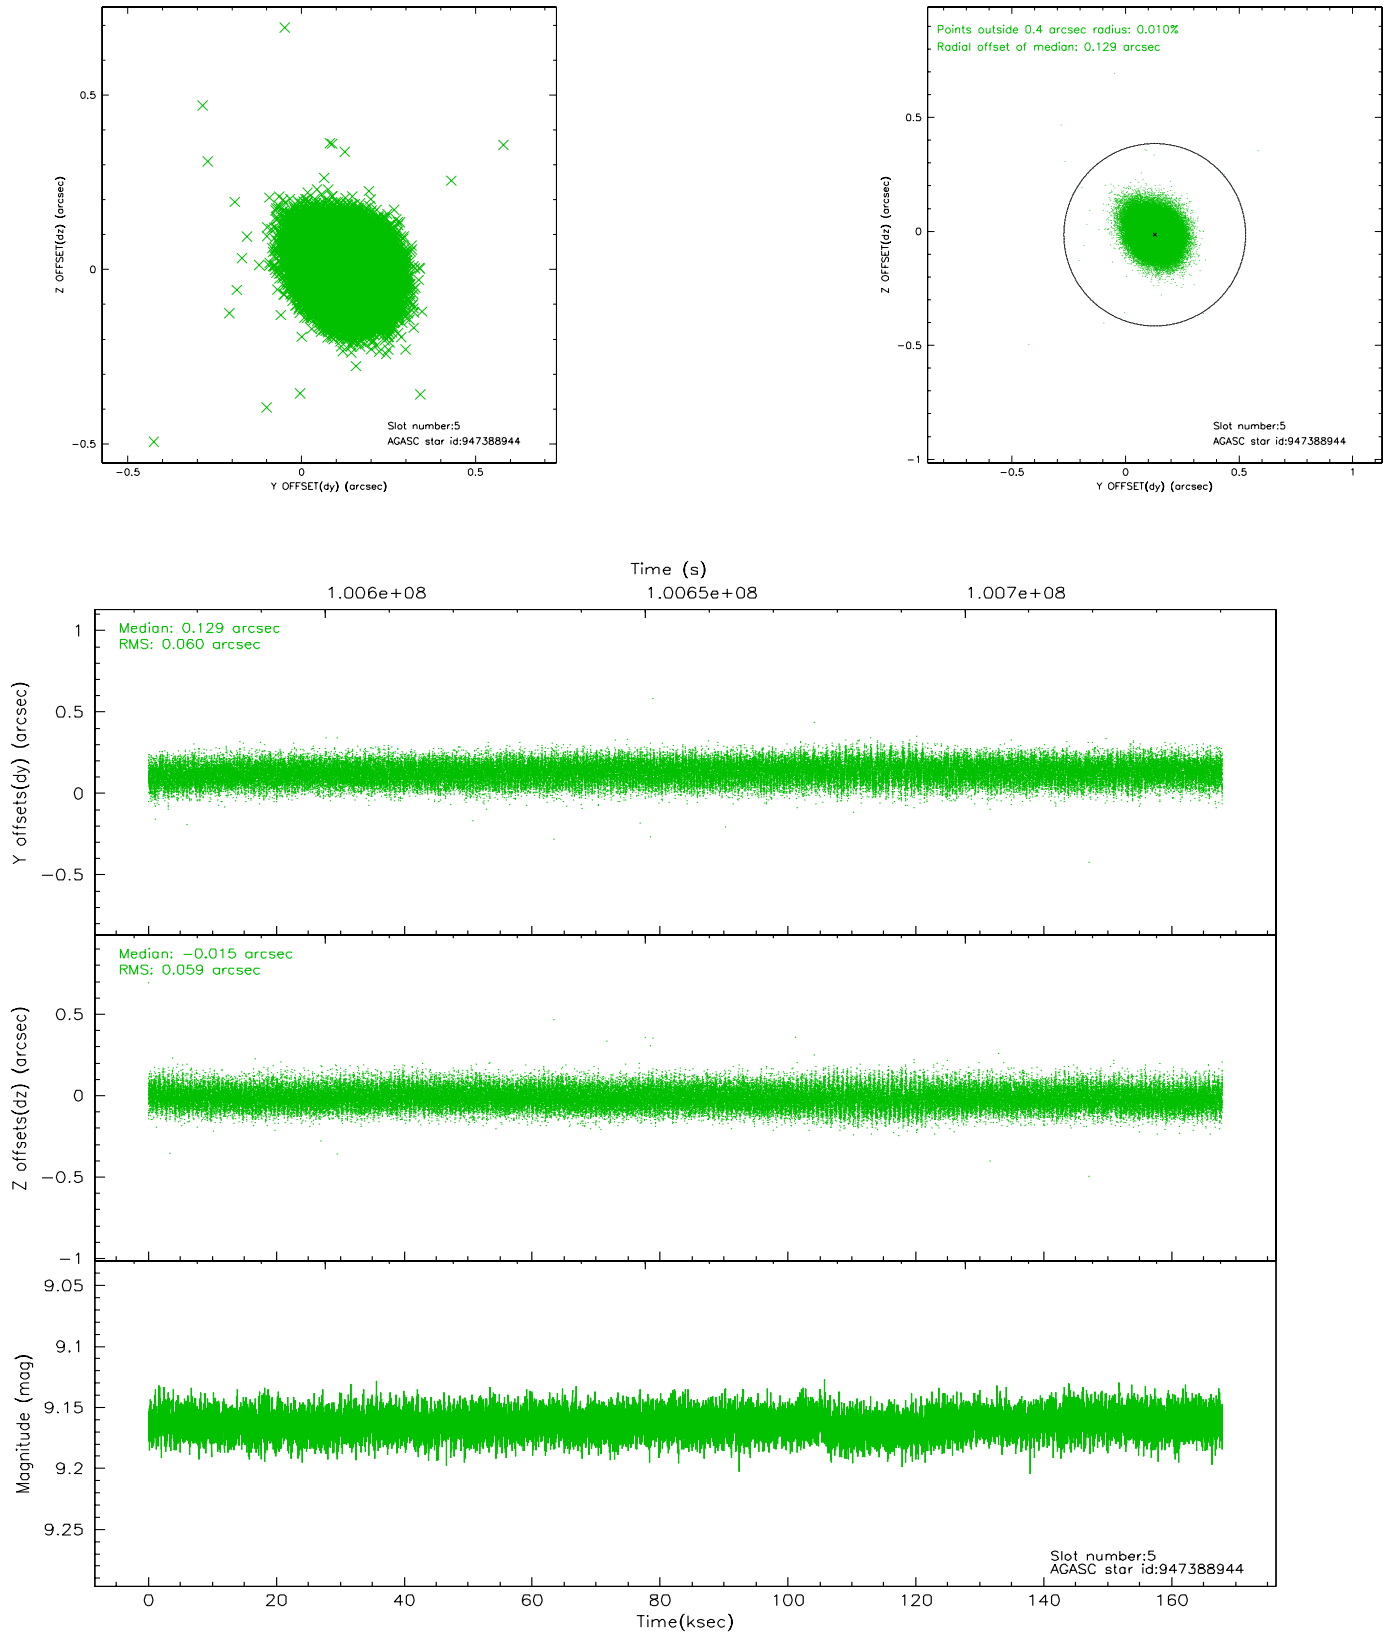 0.5
0
−0.5
Z OFFSET(dz) (arcsec)
Slot number:5
AGASC star id:947388944
−0.5
0
0.5
Y OFFSET(dy) (arcsec)
Points outside 0.4 arcsec radius: 0.010%
Radial offset of median: 0.129 arcsec
0.5
0
−0.5
−1
Z OFFSET(dz) (arcsec)
Slot number:5
AGASC star id:947388944
−0.5
0
0.5
1
Y OFFSET(dy) (arcsec)
Time (s)
1.006e+08
1.0065e+08
1.007e+08
Median: 0.129 arcsec
RMS: 0.060 arcsec
1
0.5
0
−0.5
Y offsets(dy) (arcsec)
Median: −0.015 arcsec
RMS: 0.059 arcsec
0.5
0
−0.5
−1
Z offsets(dz) (arcsec)
9.05
9.1
9.15
9.2
9.25
Magnitude (mag)
Slot number:5
AGASC star id:947388944
0
20
40
60
80
100
120
140
160
Time(ksec)